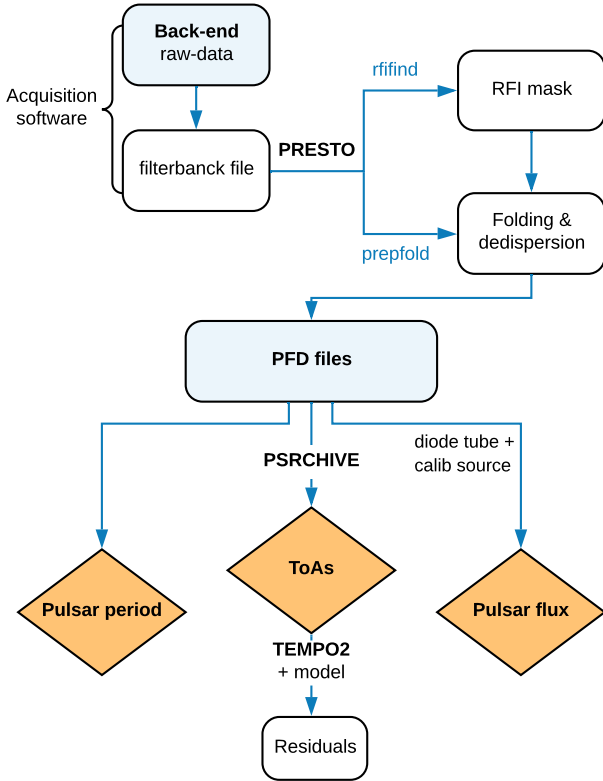 Back-end
raw-data
Acquisition
software
filterbanck file
PRESTO
rfifind
RFI mask
prepfold
Folding &
dedispersion
PFD files
PSRCHIVE
diode tube +
calib source
Pulsar period
ToAs
Pulsar flux
TEMPO2
+ model
Residuals